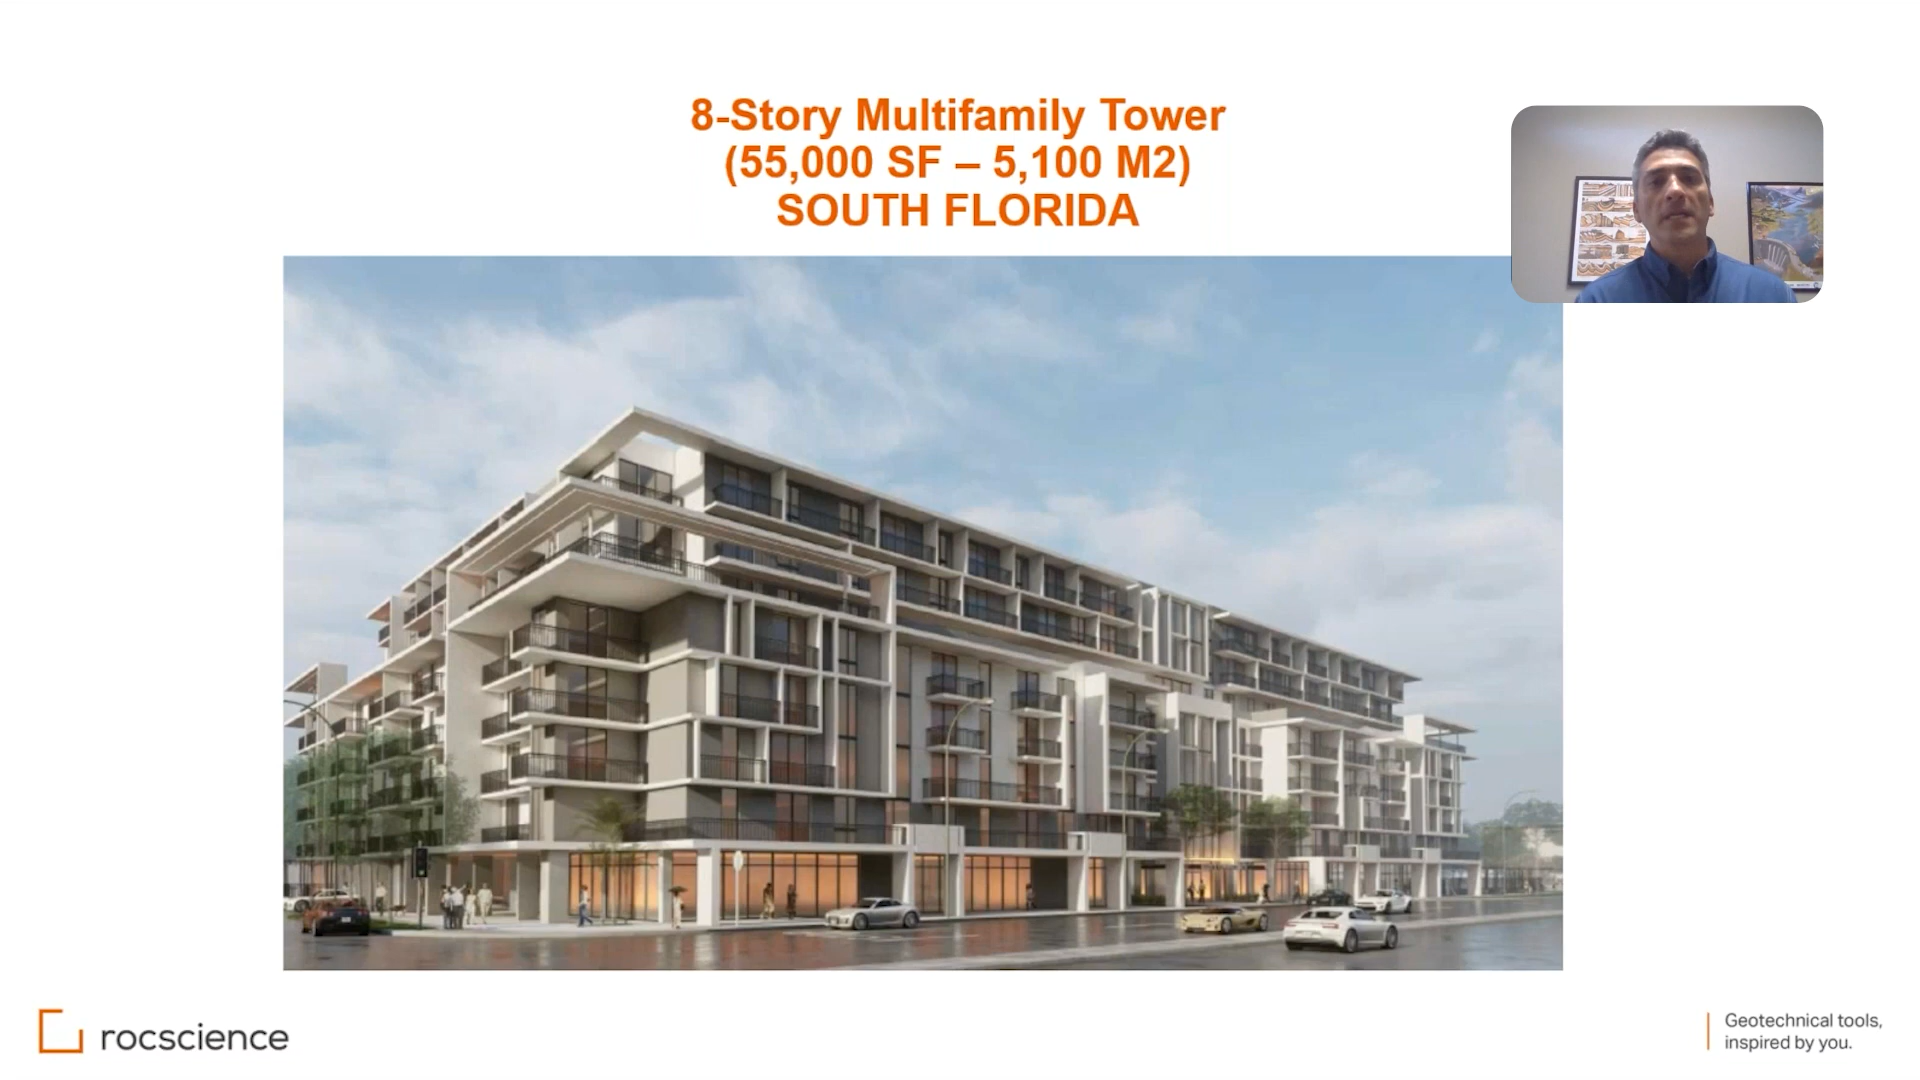 8-Story Multifamily Tower
(55,000 SF – 5,100 M2)
SOUTH FLORIDA
rocscience
Geotechnical tools,
inspired by you.